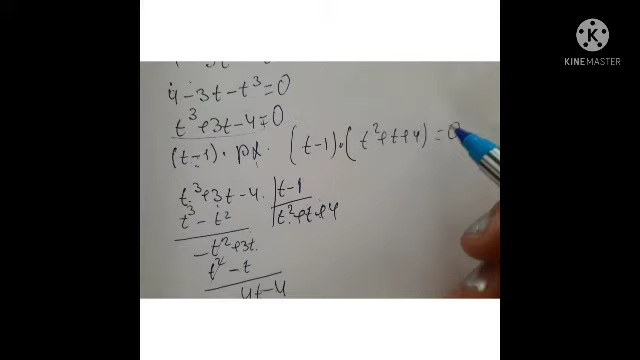 4 - 3t - t³ = 0
t³ + 3t - 4 = 0
(t = 1) · рх. (t - 1) · (t² + t + 4) = 0
t³ + 3t - 4 | t - 1
t³ - t² | t² + t + 4
- t² + 3t
t² - t
4t - 4
KINEMASTER